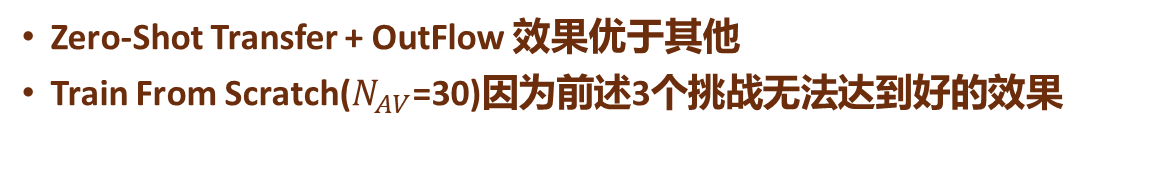 • Zero-Shot Transfer + OutFlow 效果优于其他
• Train From Scratch(N_AV=30)因为前述3个挑战无法达到好的效果